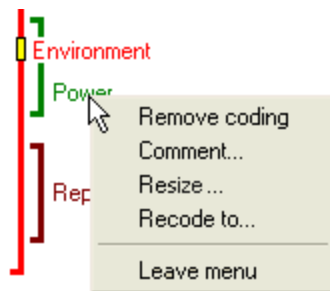 Environment
Power
Remove coding
Comment...
Resize ...
Rep
Recode to...
Leave menu